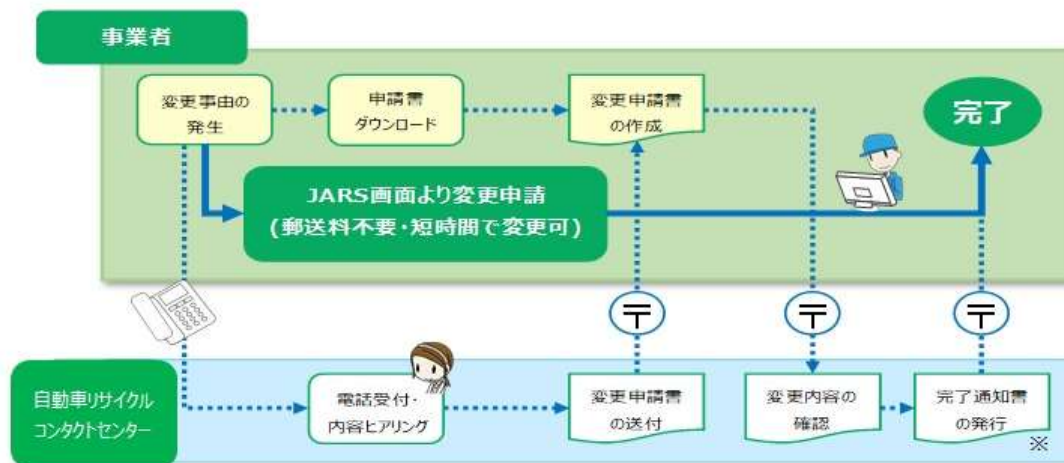 事業者
変更事由の
発生
申請書
ダウンロード
変更申請書
の作成
完了
JARS画面より変更申請
(郵送料不要・短時間で変更可)
〒
〒
〒
自動車リサイクル
コンタクトセンター
電話受付・
内容ヒアリング
変更申請書
の送付
変更内容の
確認
完了通知書
の発行
※